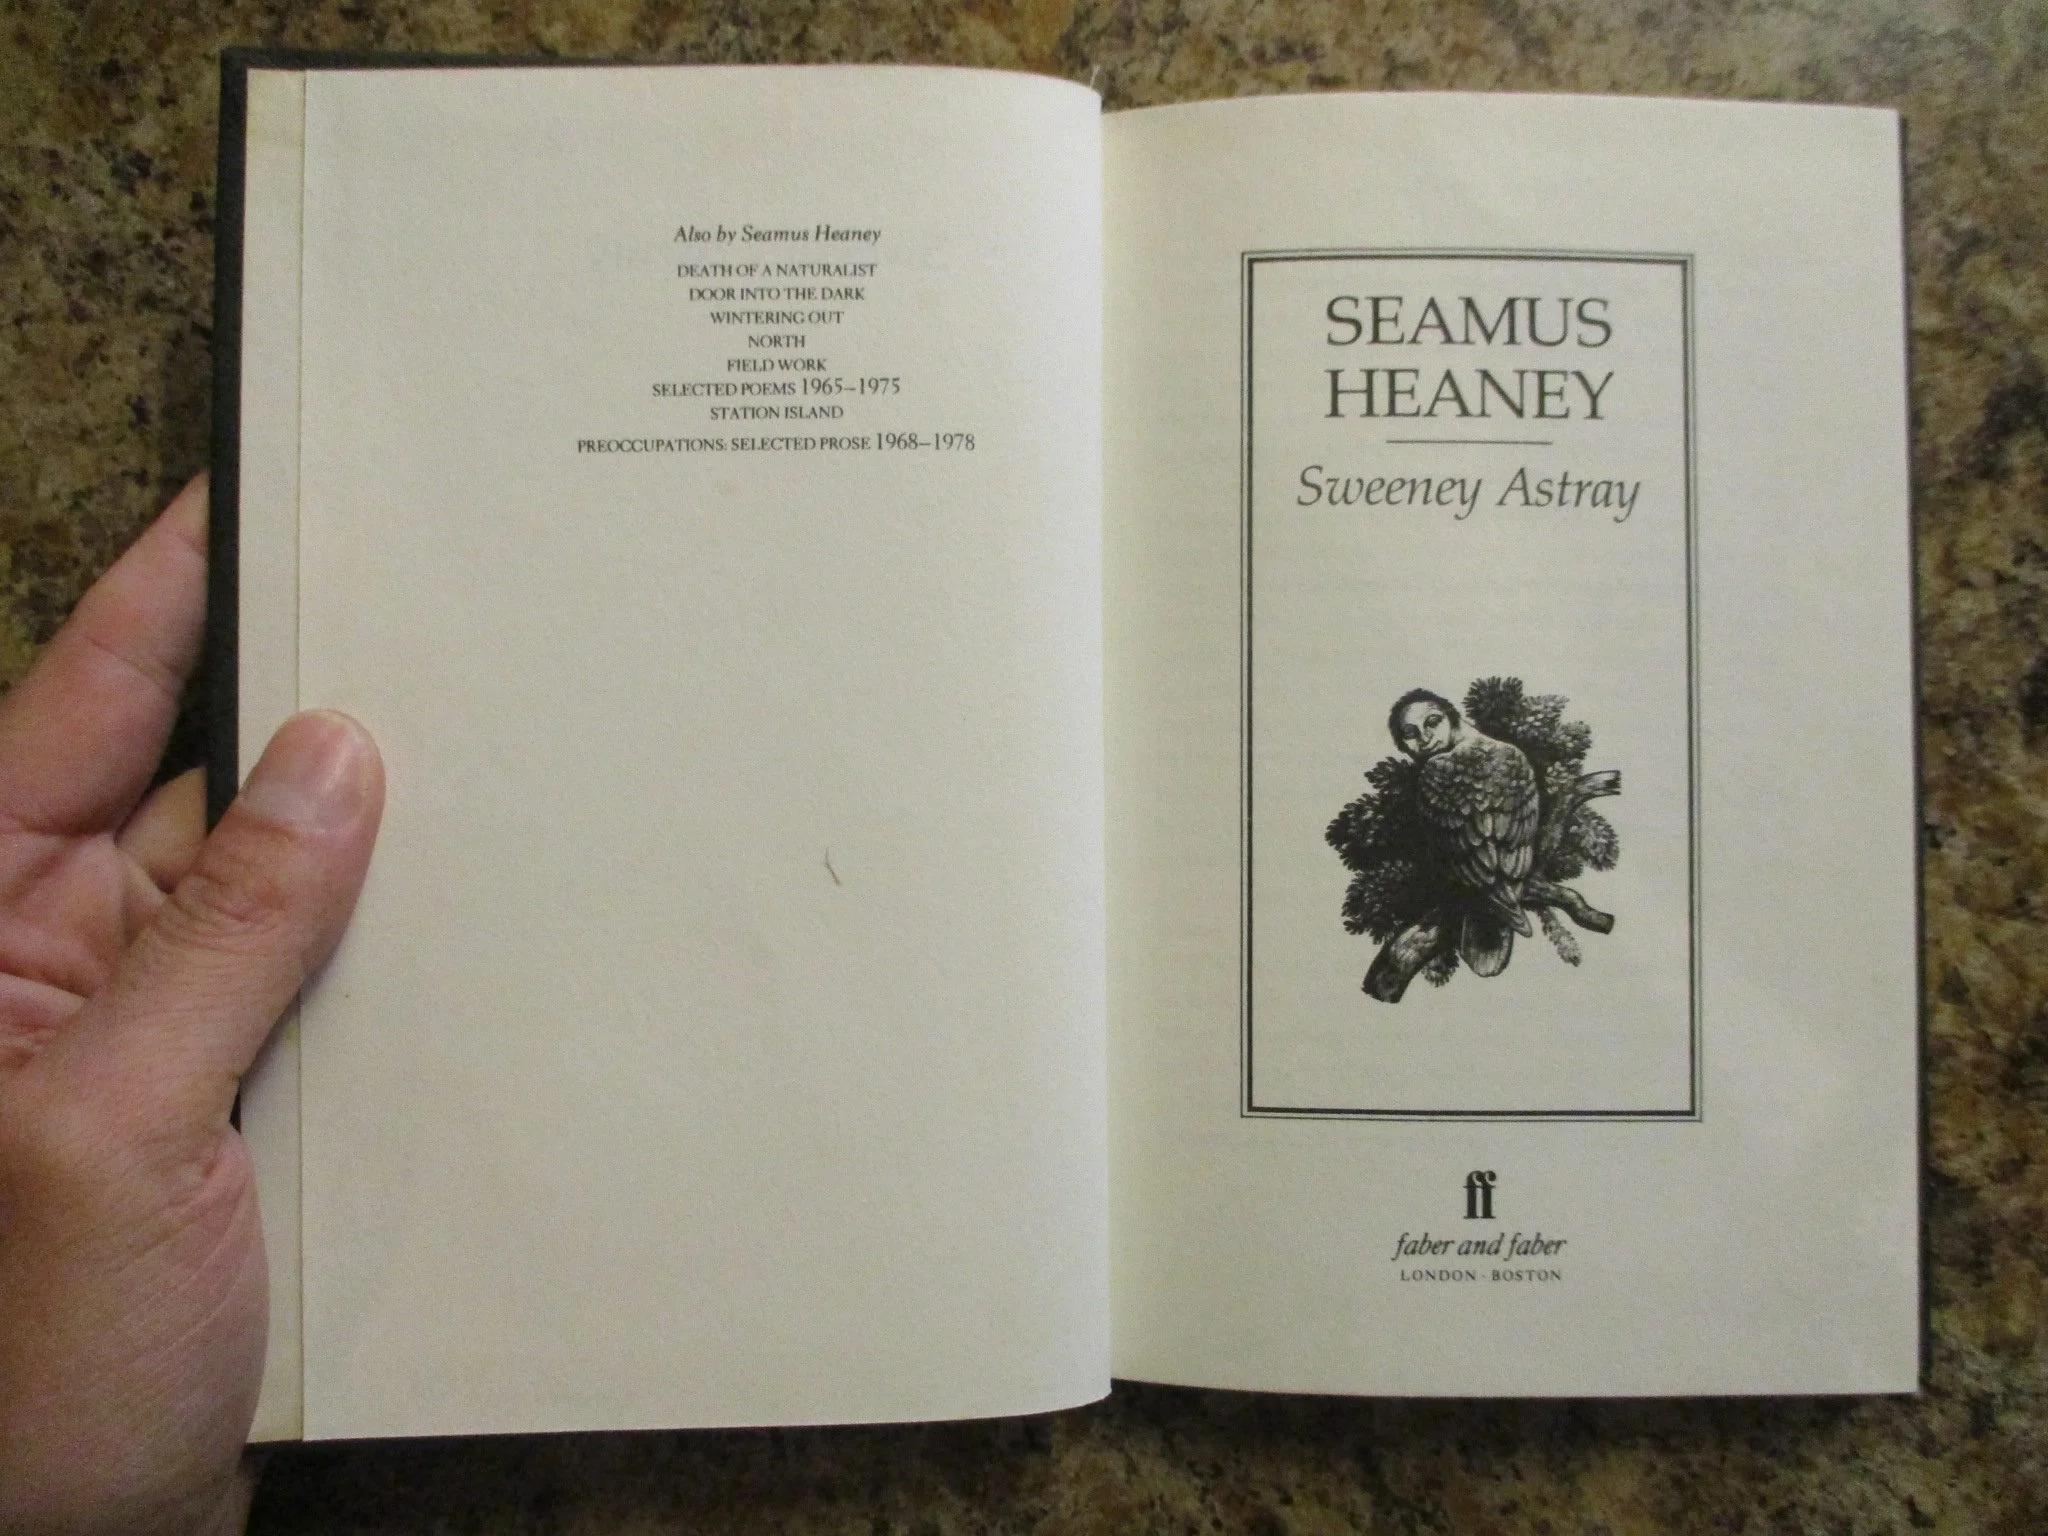 Also by Seamus Heaney
DEATH OF A NATURALIST
DOOR INTO THE DARK
WINTERING OUT
NORTH
FIELD WORK
SELECTED POEMS 1965–1975
STATION ISLAND
PREOCCUPATIONS: SELECTED PROSE 1968–1978
SEAMUS
HEANEY
Sweeney Astray
ff
faber and faber
LONDON · BOSTON